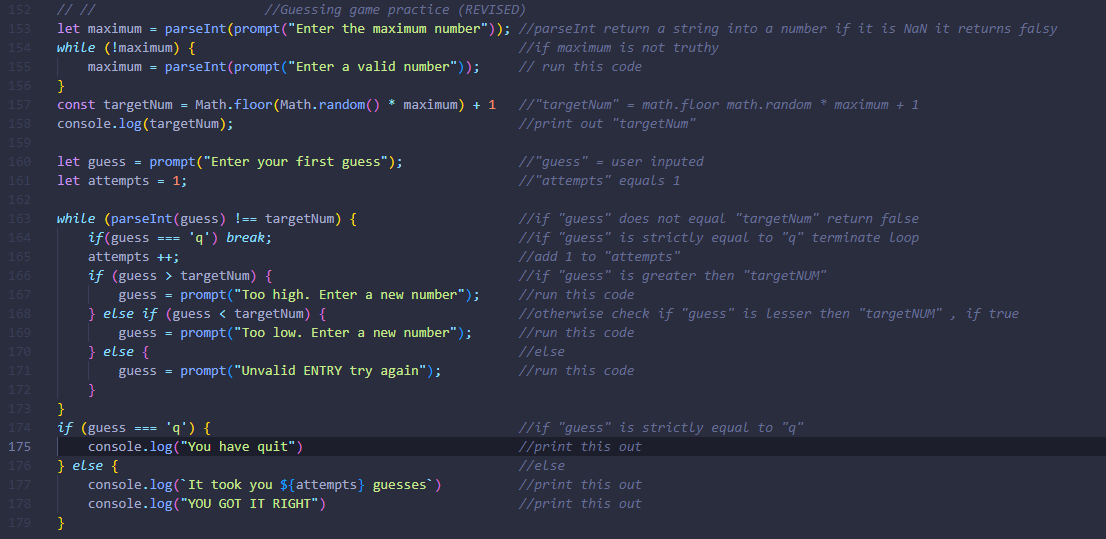 152 // //                      //Guessing game practice (REVISED)
153 let maximum = parseInt(prompt("Enter the maximum number")); //parseInt return a string into a number if it is NaN it returns falsy
154 while (!maximum) {                                          //if maximum is not truthy
155     maximum = parseInt(prompt("Enter a valid number"));     // run this code
156 }
157 const targetNum = Math.floor(Math.random() * maximum) + 1   //"targetNum" = math.floor math.random * maximum + 1
158 console.log(targetNum);                                     //print out "targetNum"
159
160 let guess = prompt("Enter your first guess");               //"guess" = user inputed
161 let attempts = 1;                                           //"attempts" equals 1
162
163 while (parseInt(guess) !== targetNum) {                     //if "guess" does not equal "targetNum" return false
164     if(guess === 'q') break;                                //if "guess" is strictly equal to "q" terminate loop
165     attempts ++;                                            //add 1 to "attempts"
166     if (guess > targetNum) {                                //if "guess" is greater then "targetNUM"
167         guess = prompt("Too high. Enter a new number");     //run this code
168     } else if (guess < targetNum) {                         //otherwise check if "guess" is lesser then "targetNUM" , if true
169         guess = prompt("Too low. Enter a new number");      //run this code
170     } else {                                                //else
171         guess = prompt("Unvalid ENTRY try again");          //run this code
172     }
173 }
174 if (guess === 'q') {                                        //if "guess" is strictly equal to "q"
175     console.log("You have quit")                            //print this out
176 } else {                                                    //else
177     console.log(`It took you ${attempts} guesses`)          //print this out
178     console.log("YOU GOT IT RIGHT")                         //print this out
179 }